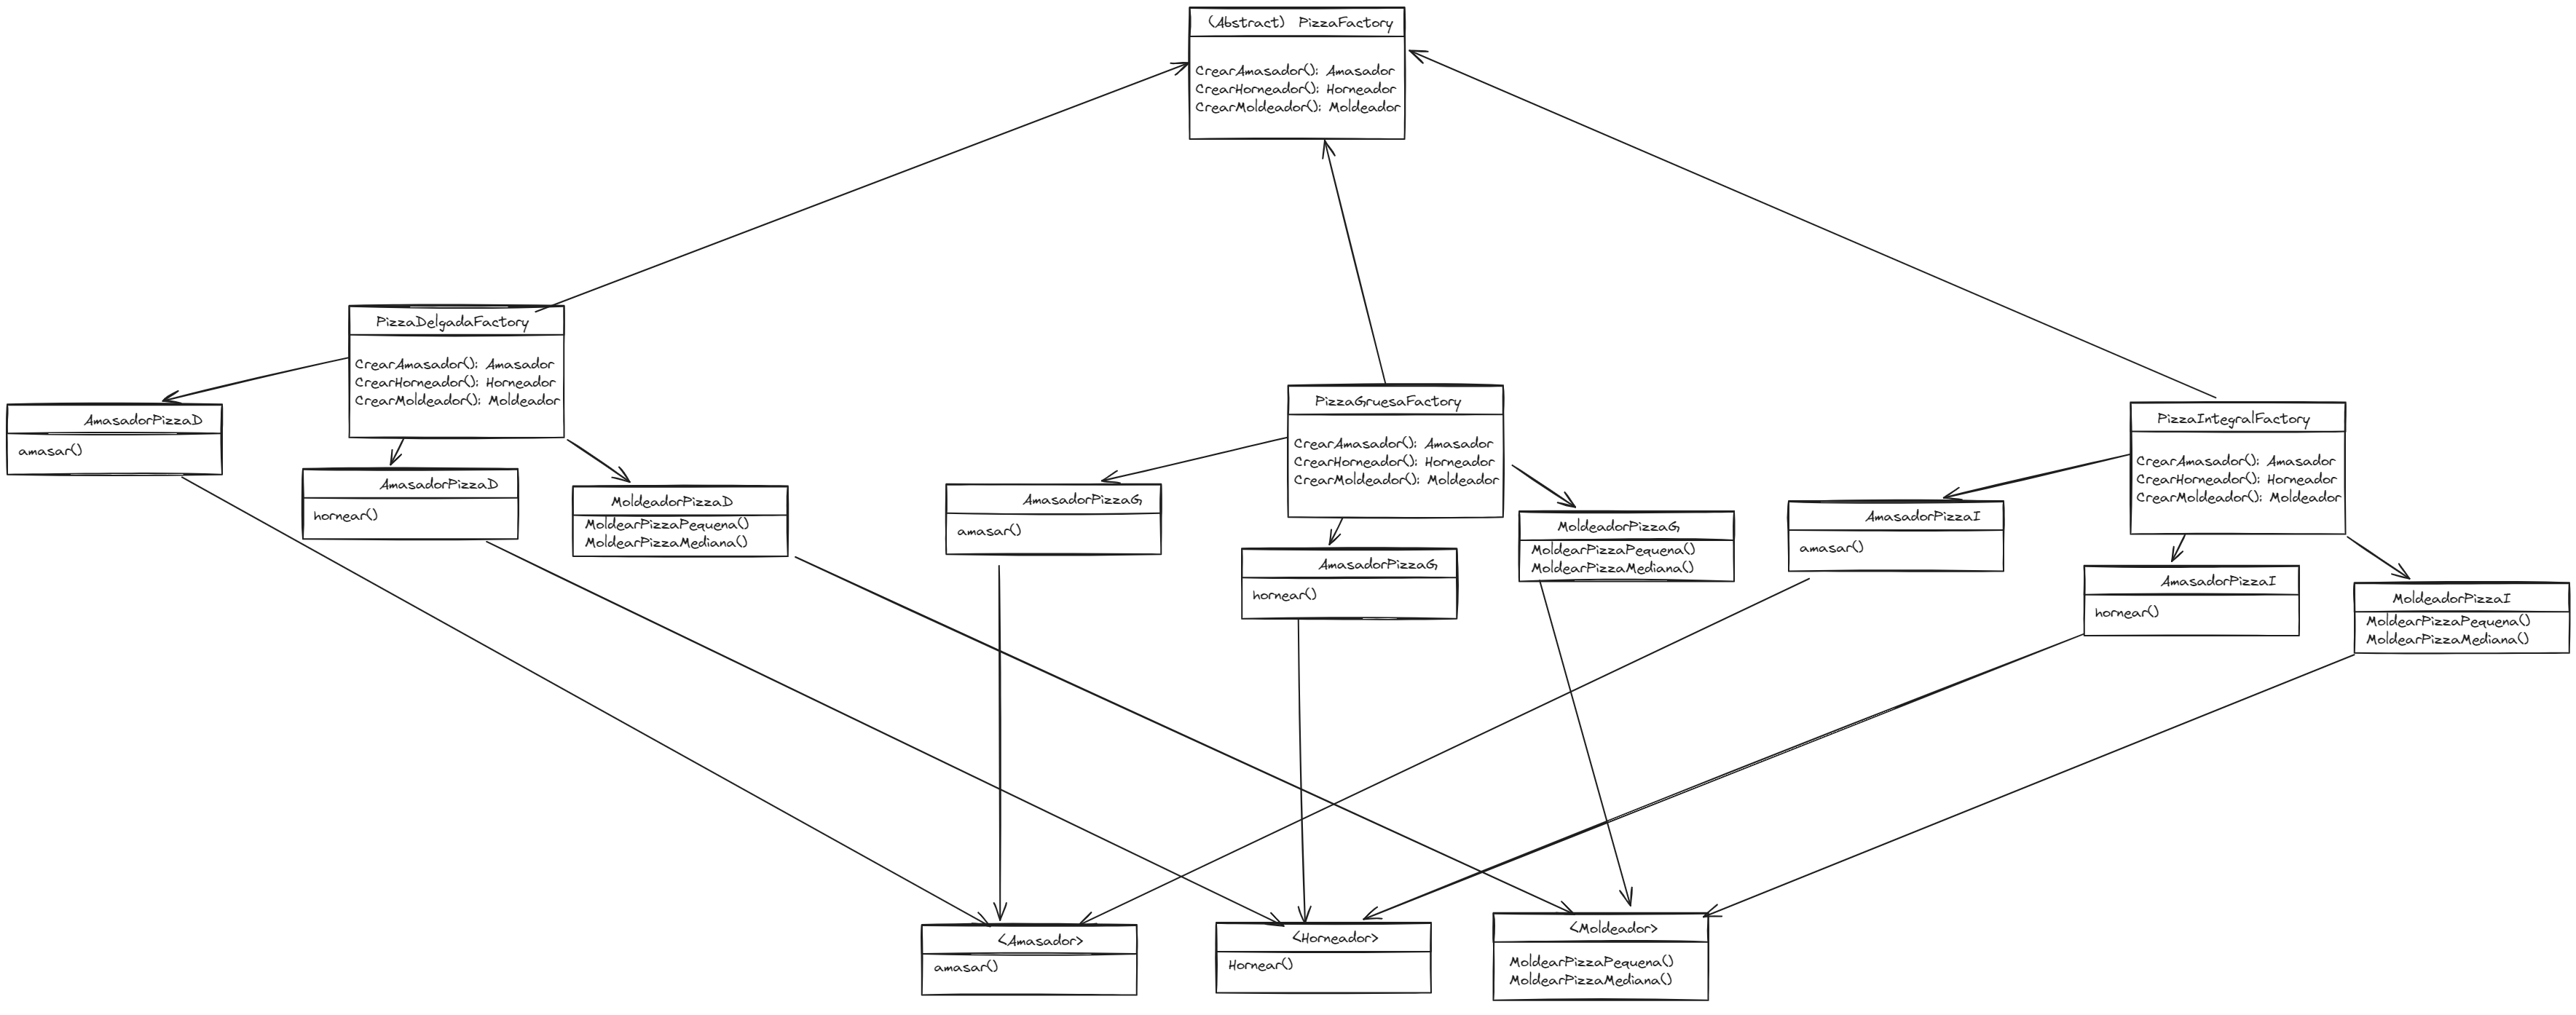 (Abstract) PizzaFactory
CrearAmasador(): Amasador
CrearHorneador(): Horneador
CrearMoldeador(): Moldeador
PizzaDelgadaFactory
CrearAmasador(): Amasador
CrearHorneador(): Horneador
CrearMoldeador(): Moldeador
AmasadorPizzaD
amasar()
AmasadorPizzaD
hornear()
MoldeadorPizzaD
MoldearPizzaPequena()
MoldearPizzaMediana()
PizzaGruesaFactory
CrearAmasador(): Amasador
CrearHorneador(): Horneador
CrearMoldeador(): Moldeador
AmasadorPizzaG
amasar()
AmasadorPizzaG
hornear()
MoldeadorPizzaG
MoldearPizzaPequena()
MoldearPizzaMediana()
PizzaIntegralFactory
CrearAmasador(): Amasador
CrearHorneador(): Horneador
CrearMoldeador(): Moldeador
AmasadorPizzaI
amasar()
AmasadorPizzaI
hornear()
MoldeadorPizzaI
MoldearPizzaPequena()
MoldearPizzaMediana()
<Amasador>
amasar()
<Horneador>
Hornear()
<Moldeador>
MoldearPizzaPequena()
MoldearPizzaMediana()